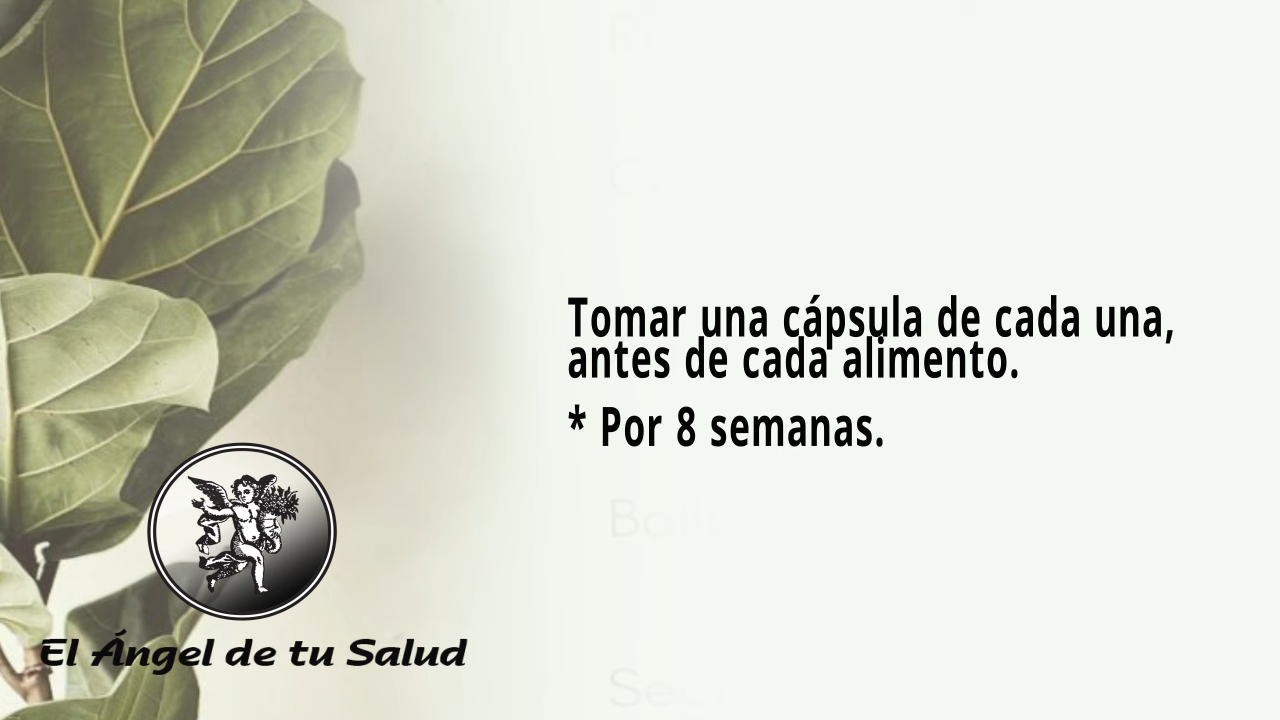 Tomar una cápsula de cada una,
antes de cada alimento.
* Por 8 semanas.
El Ángel de tu Salud